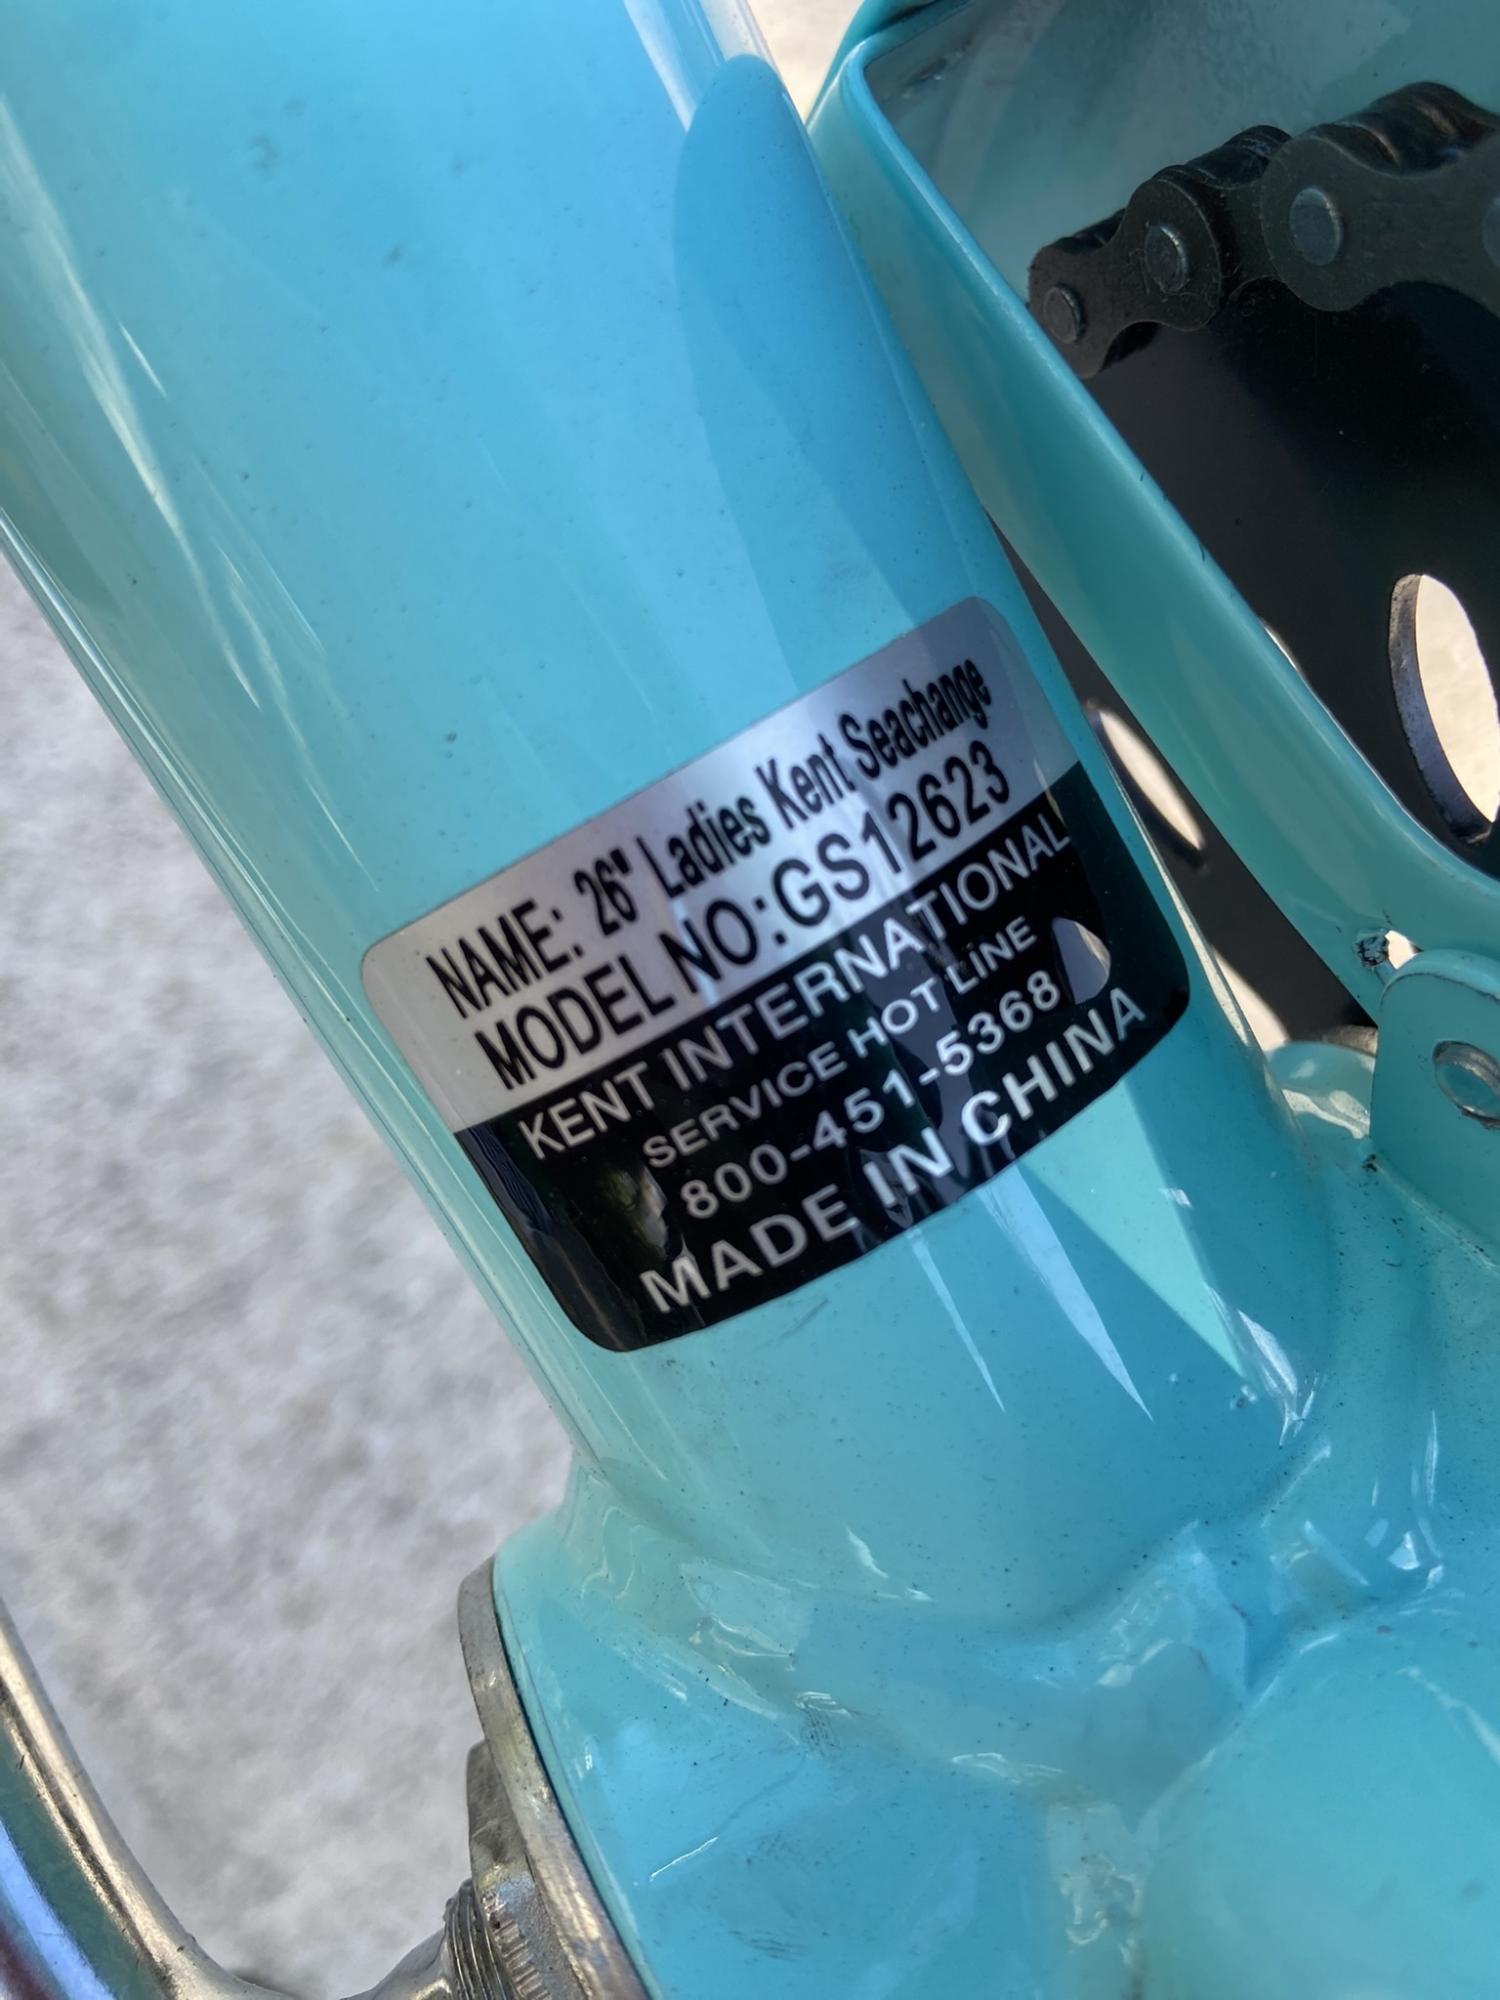 NAME: 26" Ladies Kent Seachange
MODEL NO:GS12623
KENT INTERNATIONAL
SERVICE HOT LINE
800-451-5368
MADE IN CHINA